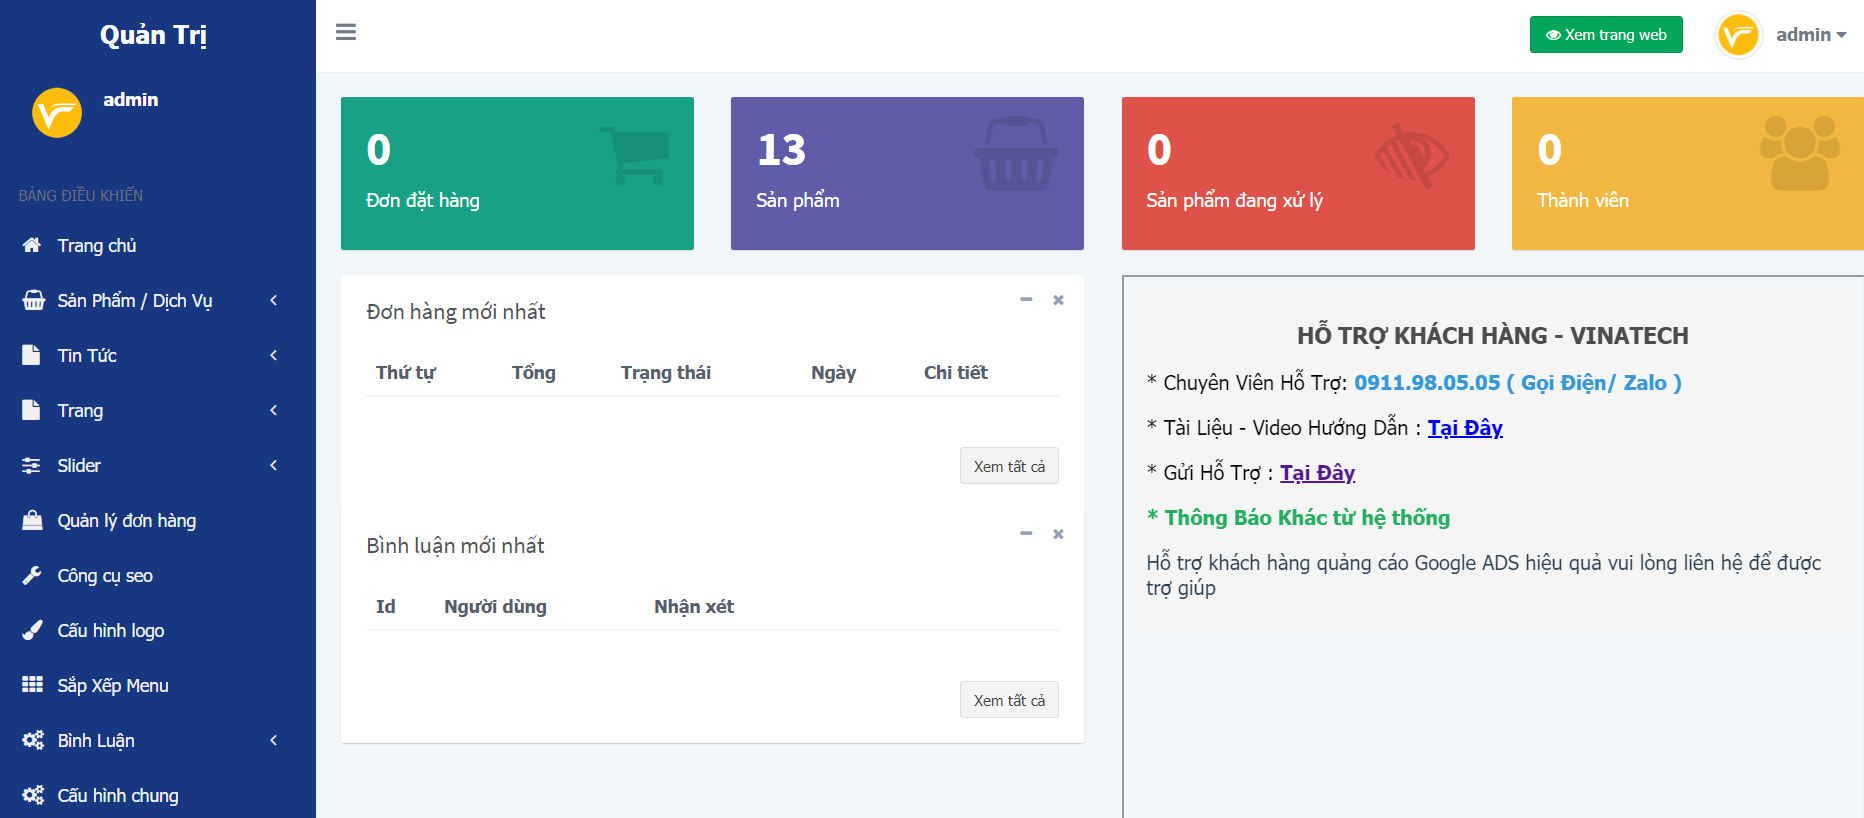 Quản Trị
admin
BẢNG ĐIỀU KHIỂN
Trang chủ
Sản Phẩm / Dịch Vụ
Tin Tức
Trang
Slider
Quản lý đơn hàng
Công cụ seo
Cấu hình logo
Sắp Xếp Menu
Bình Luận
Cấu hình chung
Xem trang web
admin
0
Đơn đặt hàng
13
Sản phẩm
0
Sản phẩm đang xử lý
0
Thành viên
Đơn hàng mới nhất
Thứ tự Tổng Trạng thái Ngày Chi tiết
Xem tất cả
Bình luận mới nhất
Id Người dùng Nhận xét
Xem tất cả
HỖ TRỢ KHÁCH HÀNG - VINATECH
* Chuyên Viên Hỗ Trợ: 0911.98.05.05 ( Gọi Điện/ Zalo )
* Tài Liệu - Video Hướng Dẫn : Tại Đây
* Gửi Hỗ Trợ : Tại Đây
* Thông Báo Khác từ hệ thống
Hỗ trợ khách hàng quảng cáo Google ADS hiệu quả vui lòng liên hệ để được
trợ giúp